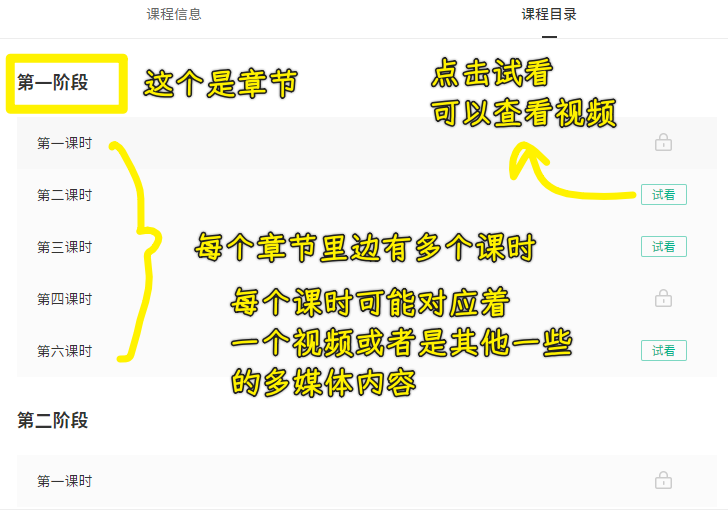 课程信息
课程目录
第一阶段
这个是章节
点击试看
可以查看视频
第一课时
第二课时
试看
第三课时
试看
每个章节里边有多个课时
第四课时
每个课时可能对应着
一个视频或者是其他一些
的多媒体内容
第六课时
试看
第二阶段
第一课时